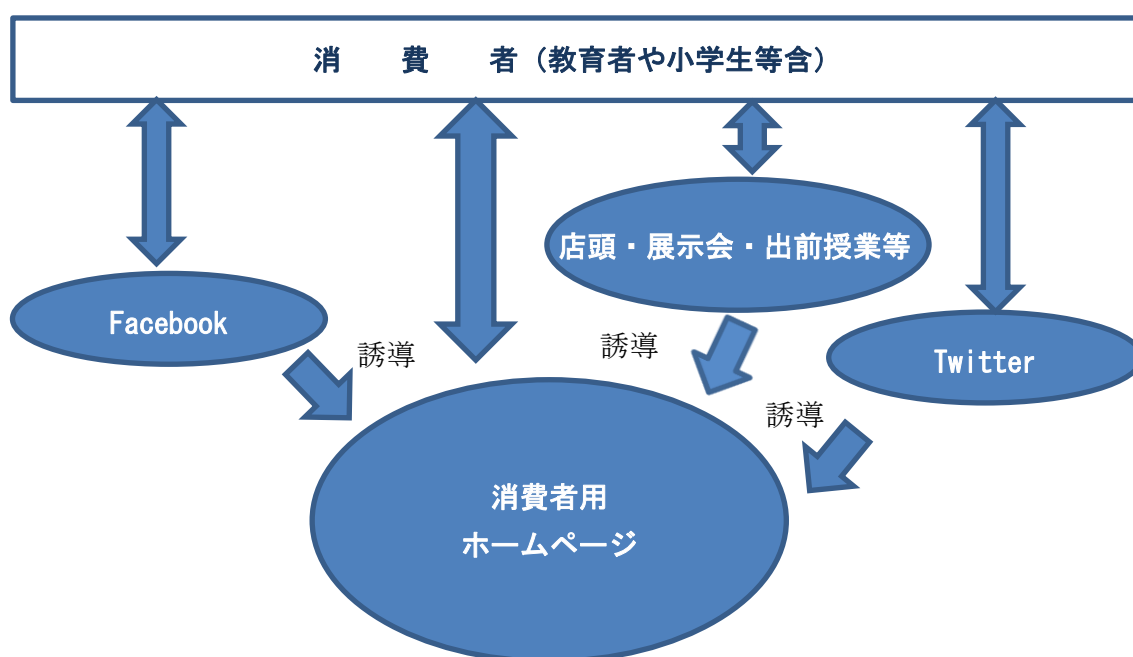 消　　費　　者（教育者や小学生等含）
店頭・展示会・出前授業等
Facebook
誘導
誘導
Twitter
誘導
消費者用
ホームページ